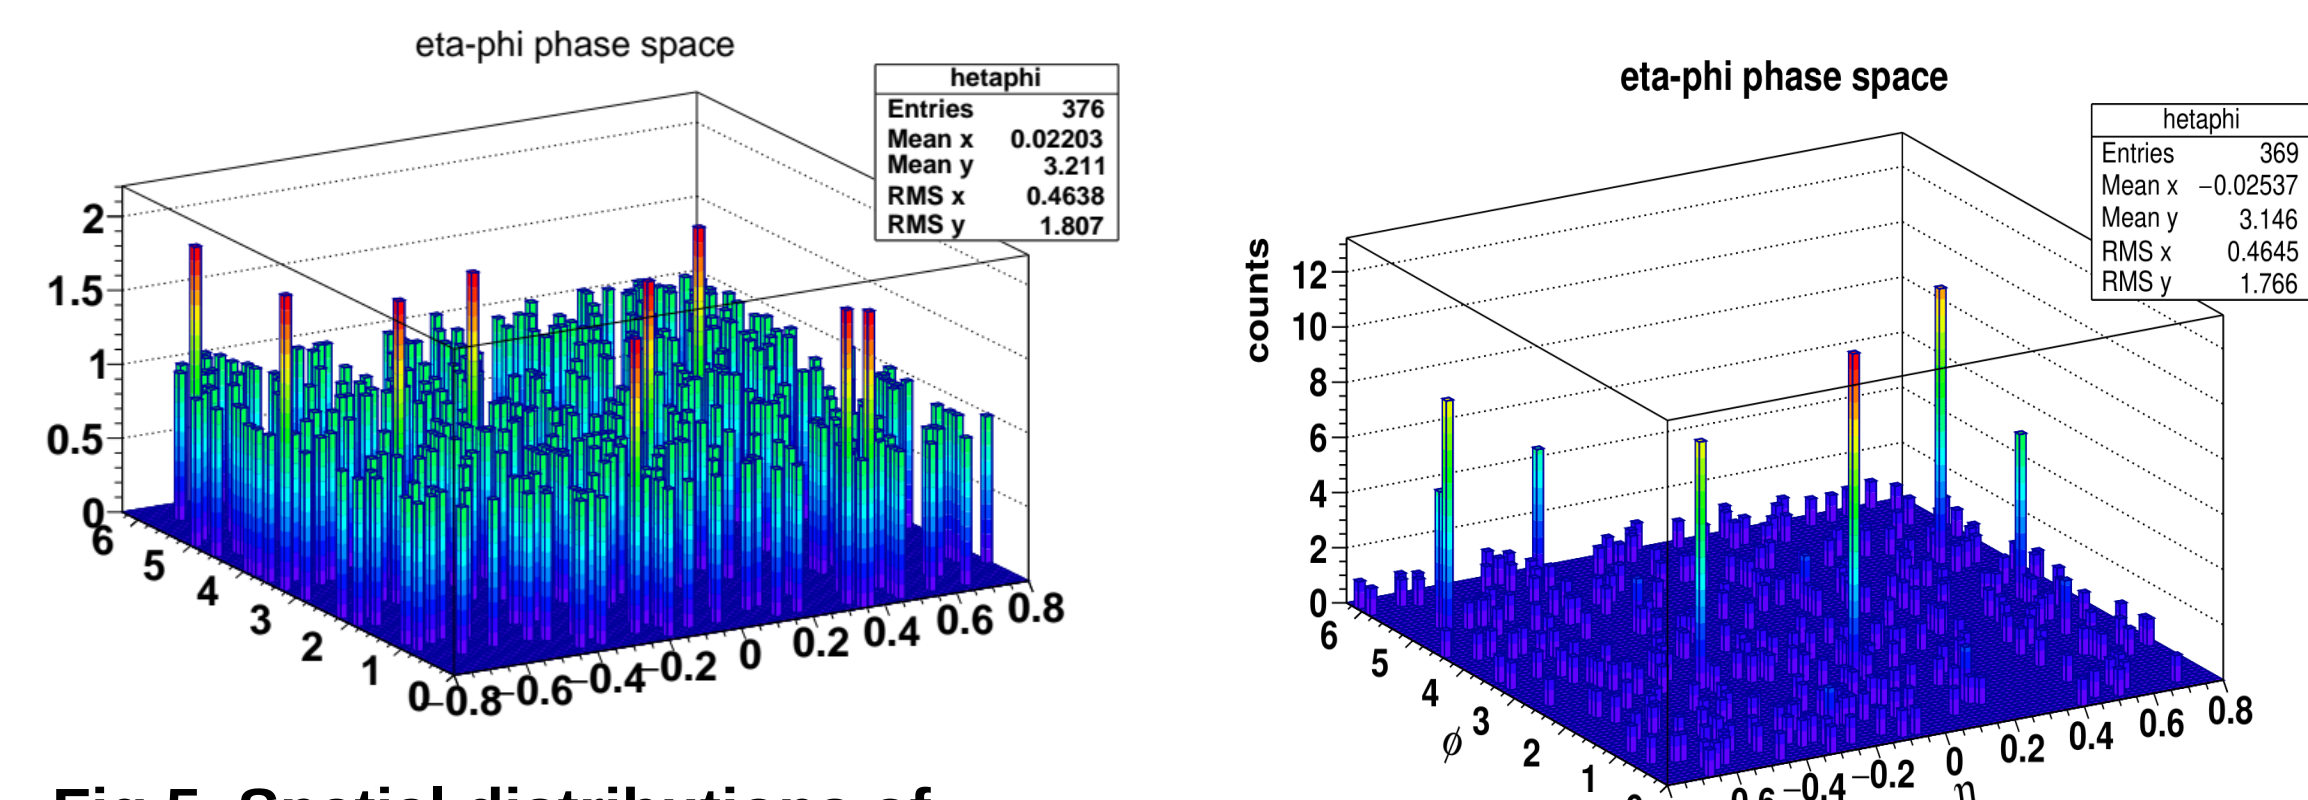 eta-phi phase space
hetaphi
Entries 376
Mean x 0.02203
Mean y 3.211
RMS x 0.4638
RMS y 1.807
2
1.5
1
0.5
0
6
5
4
3
2
1
0
−0.8 −0.6 −0.4 −0.2 0 0.2 0.4 0.6 0.8
eta-phi phase space
hetaphi
Entries 369
Mean x −0.02537
Mean y 3.146
RMS x 0.4645
RMS y 1.766
counts
12
10
8
6
4
2
0
6
5
4
3
2
1
ϕ
−0.4 −0.2 0 0.2 0.4 0.6 0.8
η
Fig 5. Spatial distributions of